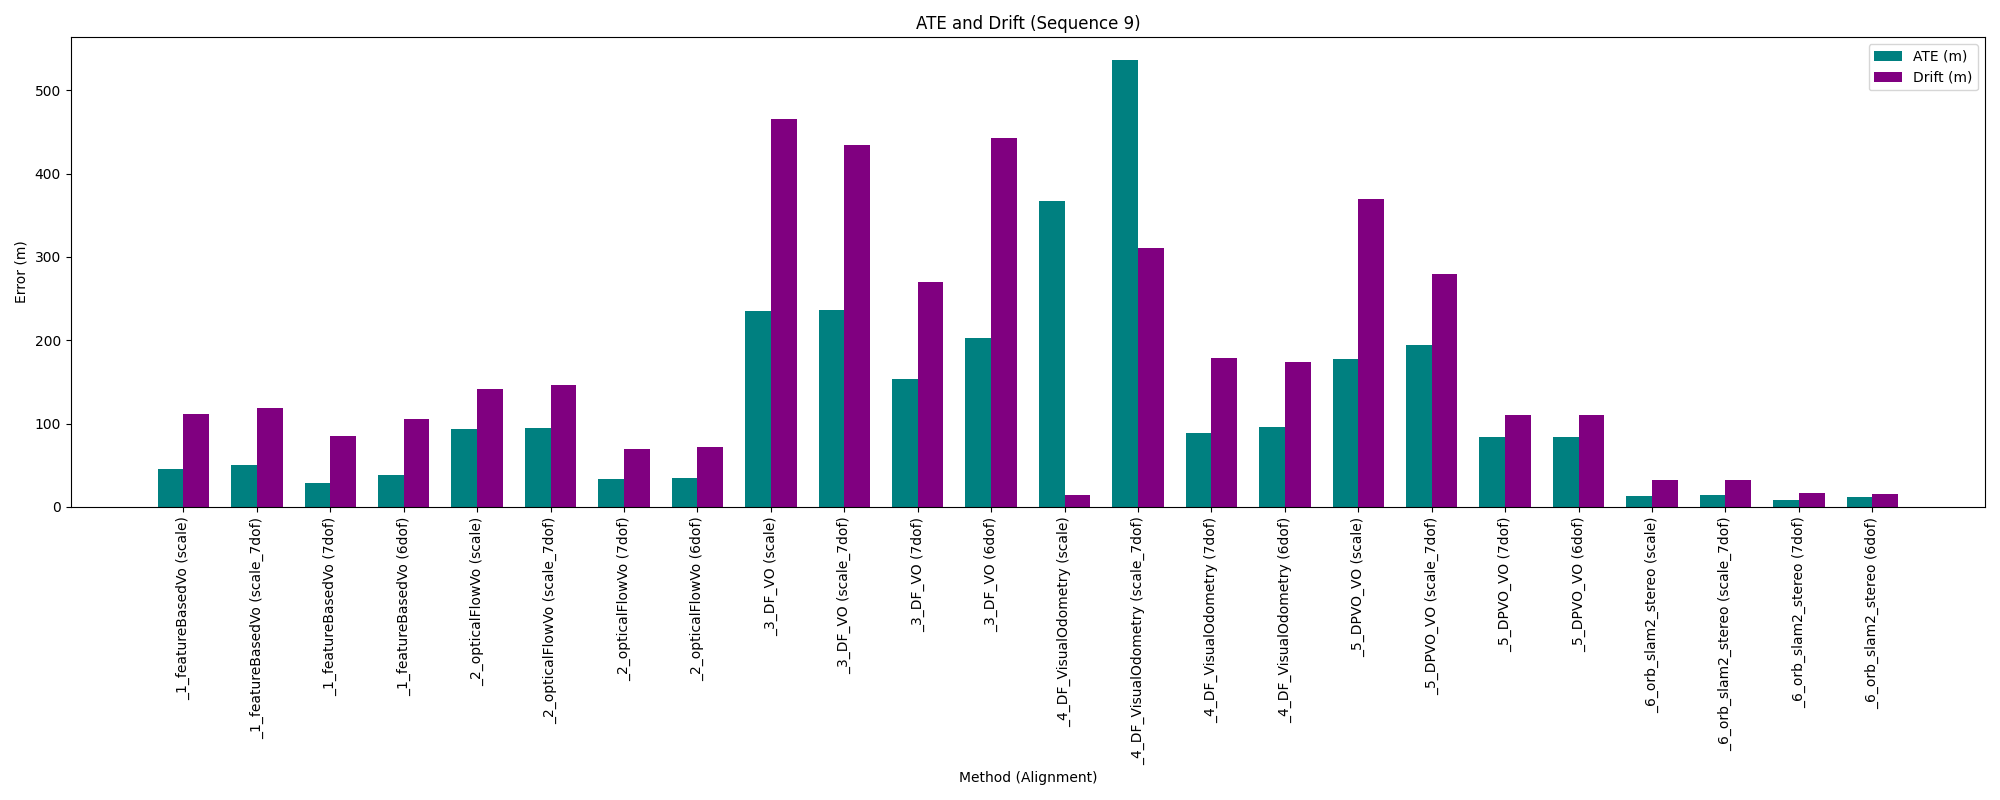 ATE and Drift (Sequence 9)
ATE (m)
Drift (m)
Error (m)
500
400
300
200
100
0
_1_featureBasedVo (scale)
_1_featureBasedVo (scale_7dof)
_1_featureBasedVo (7dof)
_1_featureBasedVo (6dof)
_2_opticalFlowVo (scale)
_2_opticalFlowVo (scale_7dof)
_2_opticalFlowVo (7dof)
_2_opticalFlowVo (6dof)
_3_DF_VO (scale)
_3_DF_VO (scale_7dof)
_3_DF_VO (7dof)
_3_DF_VO (6dof)
_4_DF_VisualOdometry (scale)
_4_DF_VisualOdometry (scale_7dof)
_4_DF_VisualOdometry (7dof)
_4_DF_VisualOdometry (6dof)
_5_DPVO_VO (scale)
_5_DPVO_VO (scale_7dof)
_5_DPVO_VO (7dof)
_5_DPVO_VO (6dof)
_6_orb_slam2_stereo (scale)
_6_orb_slam2_stereo (scale_7dof)
_6_orb_slam2_stereo (7dof)
_6_orb_slam2_stereo (6dof)
Method (Alignment)